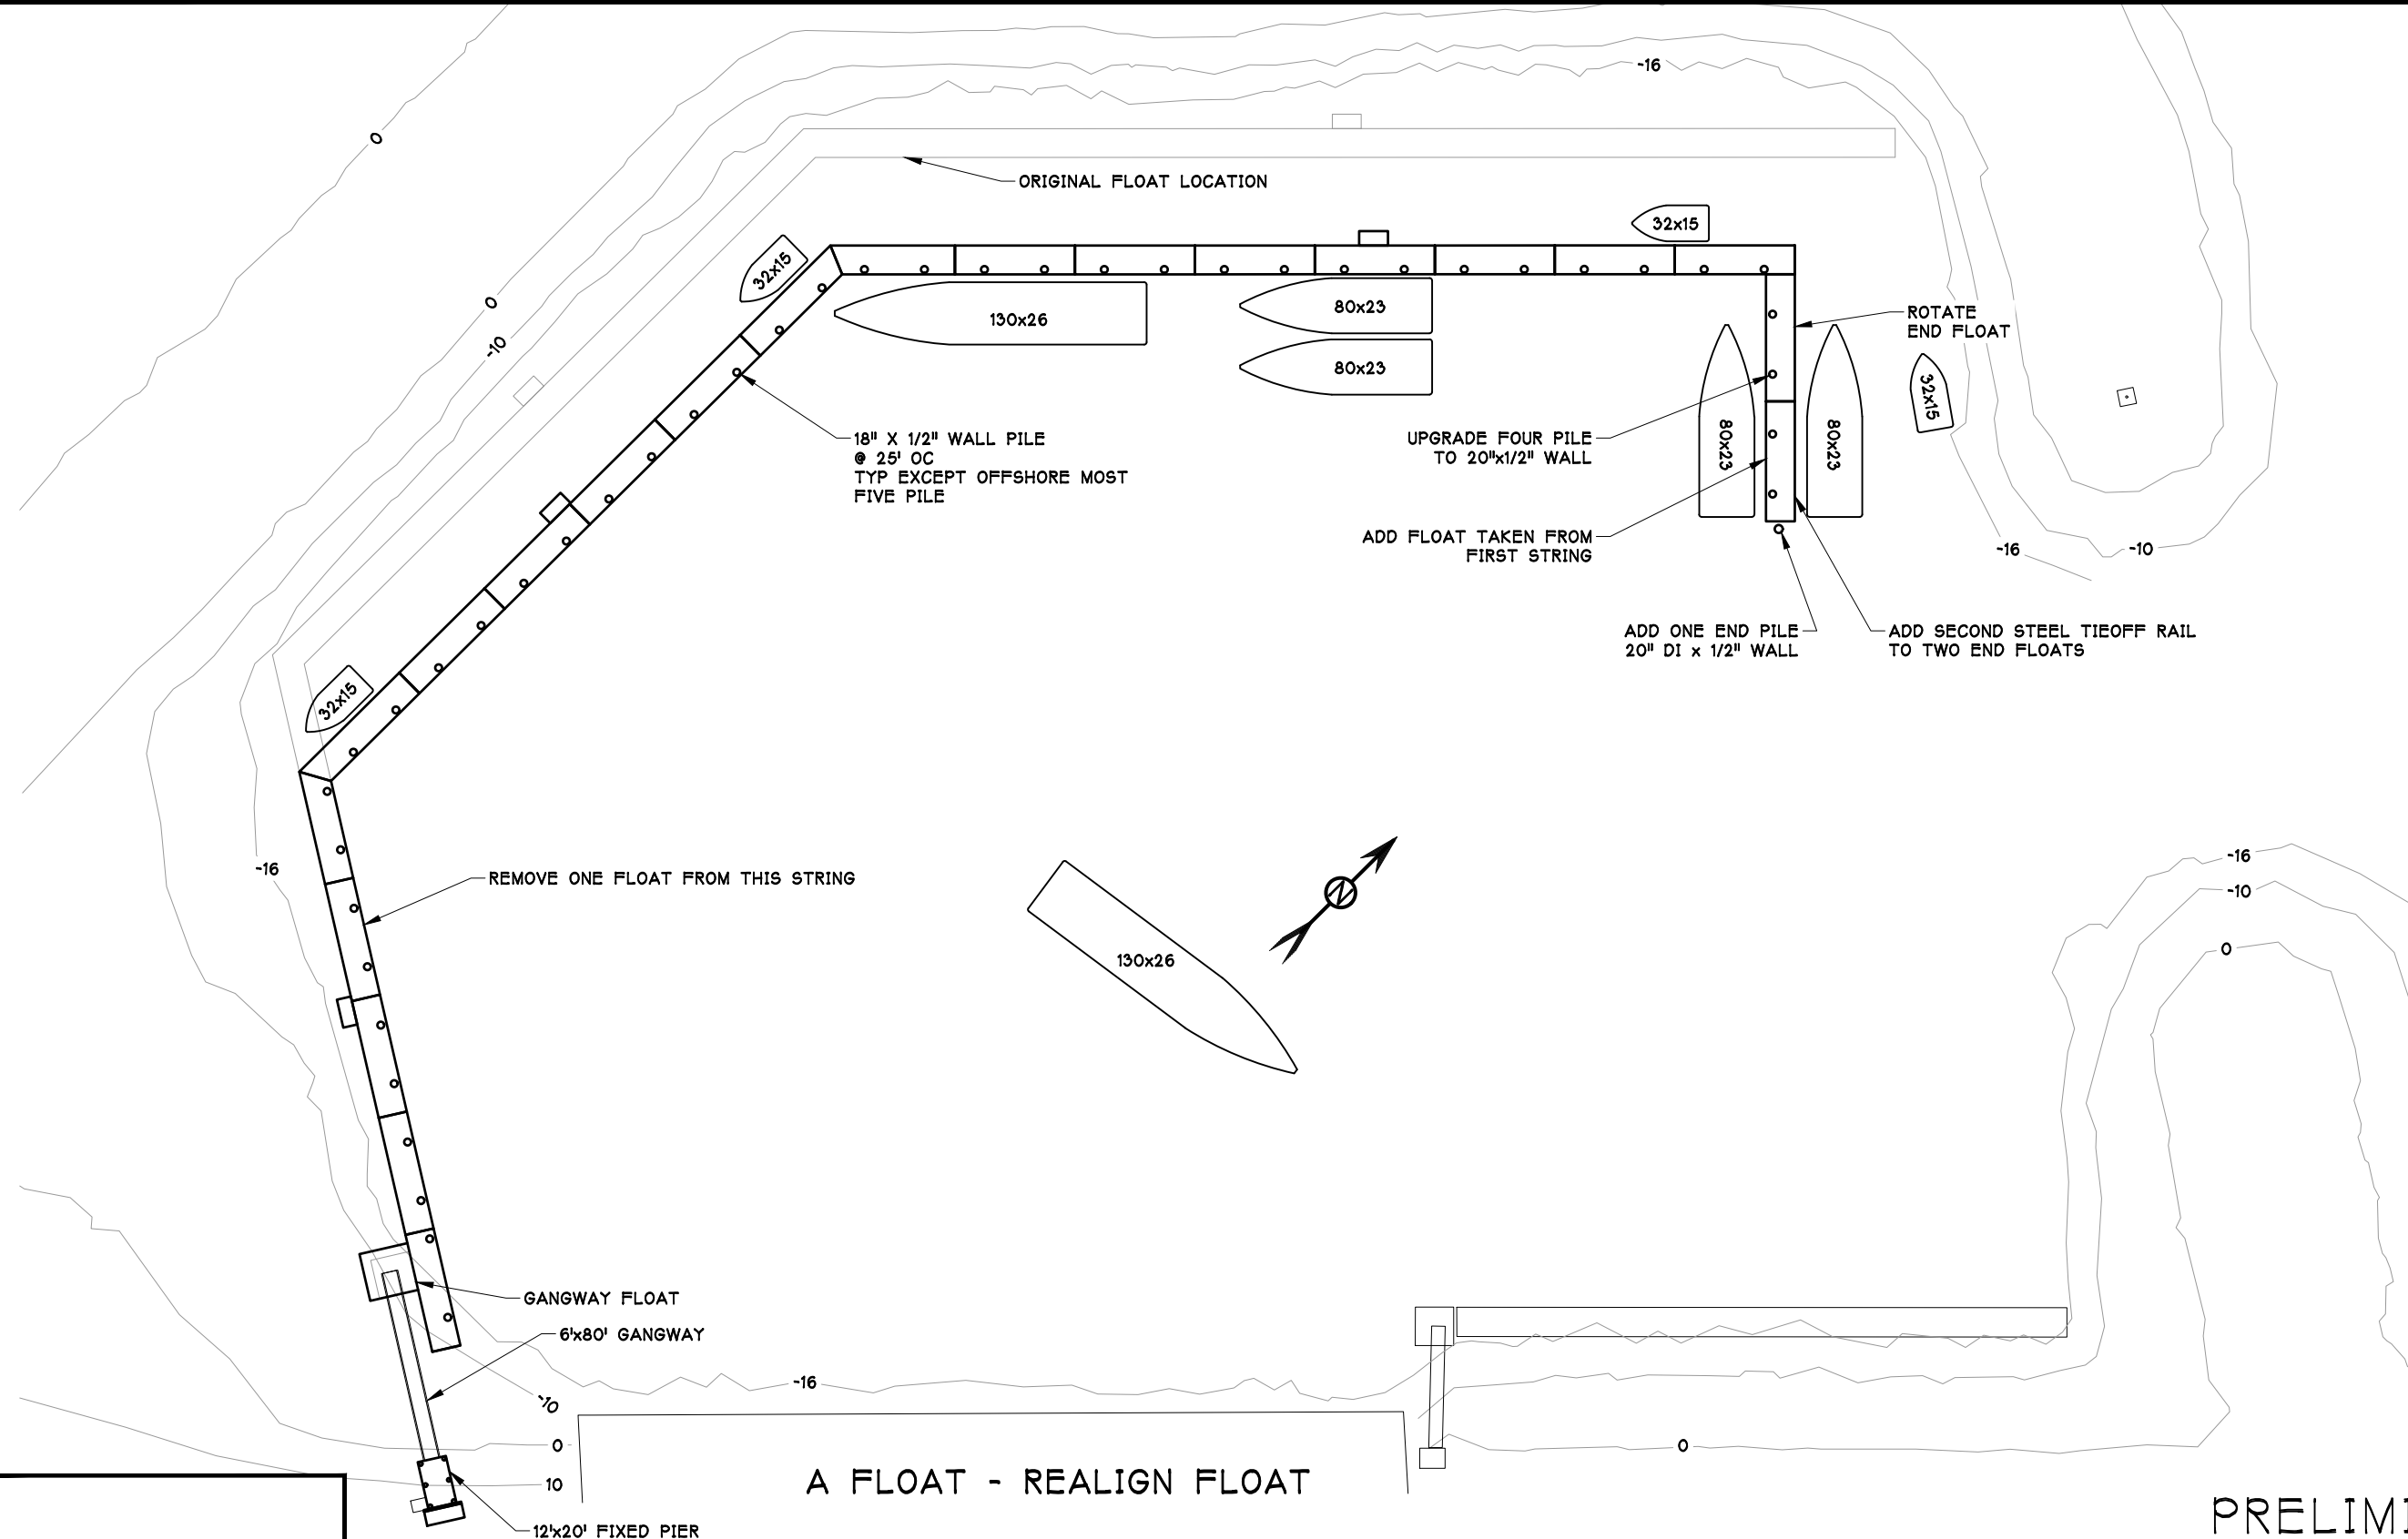 -16
0
ORIGINAL FLOAT LOCATION
32x15
32x15
0
-10
130x26
80x23
80x23
ROTATE
END FLOAT
32x15
80x23
80x23
18" X 1/2" WALL PILE
@ 25' OC
TYP EXCEPT OFFSHORE MOST
FIVE PILE
UPGRADE FOUR PILE
TO 20"x1/2" WALL
ADD FLOAT TAKEN FROM
FIRST STRING
-16
-10
ADD ONE END PILE
20" DI x 1/2" WALL
ADD SECOND STEEL TIEOFF RAIL
TO TWO END FLOATS
32x15
-16
REMOVE ONE FLOAT FROM THIS STRING
N
130x26
-16
-10
0
GANGWAY FLOAT
6'x80' GANGWAY
-16
-10
0
0
10
A FLOAT - REALIGN FLOAT
12'x20' FIXED PIER
PRELIMI